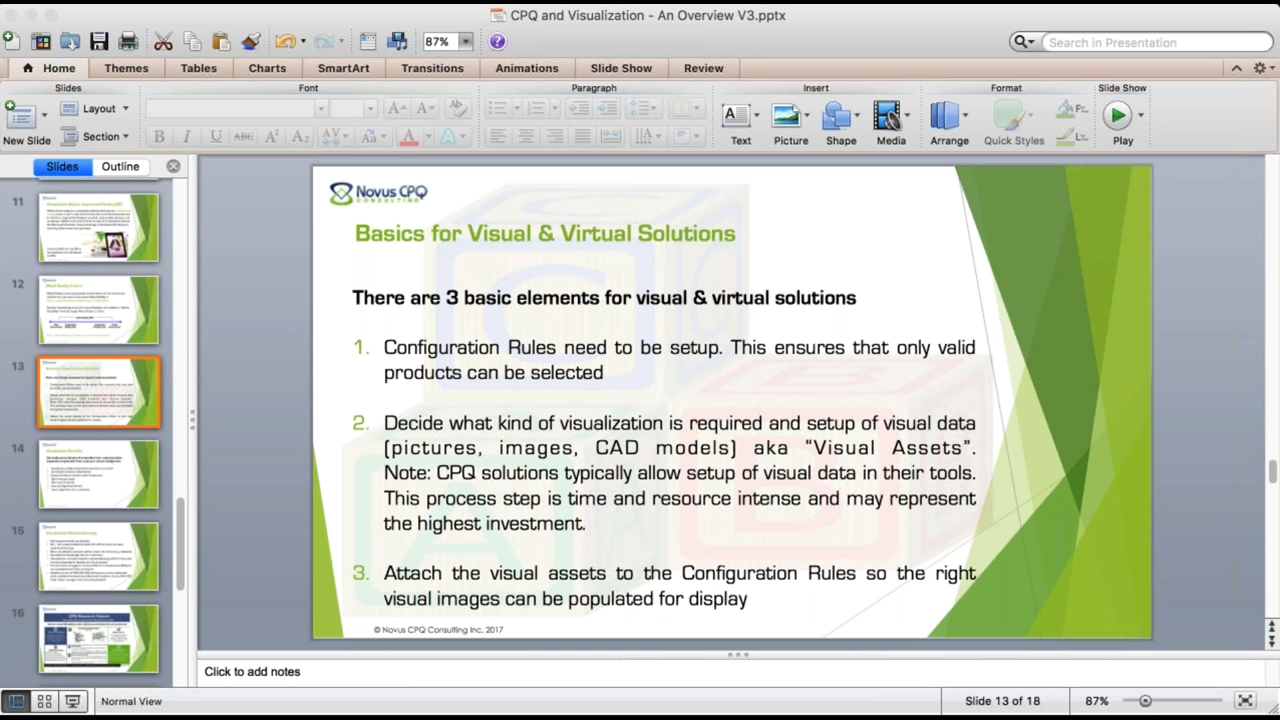 CPQ and Visualization - An Overview V3.pptx
87%
Search in Presentation
Home Themes Tables Charts SmartArt Transitions Animations Slide Show Review
Slides Font Paragraph Insert Format Slide Show
New Slide Layout Section
Text Picture Shape Media Arrange Quick Styles Play
Slides Outline
11
12
13
14
15
16
Novus CPQ
CONSULTING
Basics for Visual & Virtual Solutions
There are 3 basic elements for visual & virtual solutions
1. Configuration Rules need to be setup. This ensures that only valid
products can be selected
2. Decide what kind of visualization is required and setup of visual data
(pictures, images, CAD models) aka “Visual Assets”.
Note: CPQ solutions typically allow setup of visual data in their tools.
This process step is time and resource intense and may represent
the highest investment.
3. Attach the visual assets to the Configuration Rules so the right
visual images can be populated for display
© Novus CPQ Consulting Inc. 2017
Click to add notes
Normal View Slide 13 of 18 87%